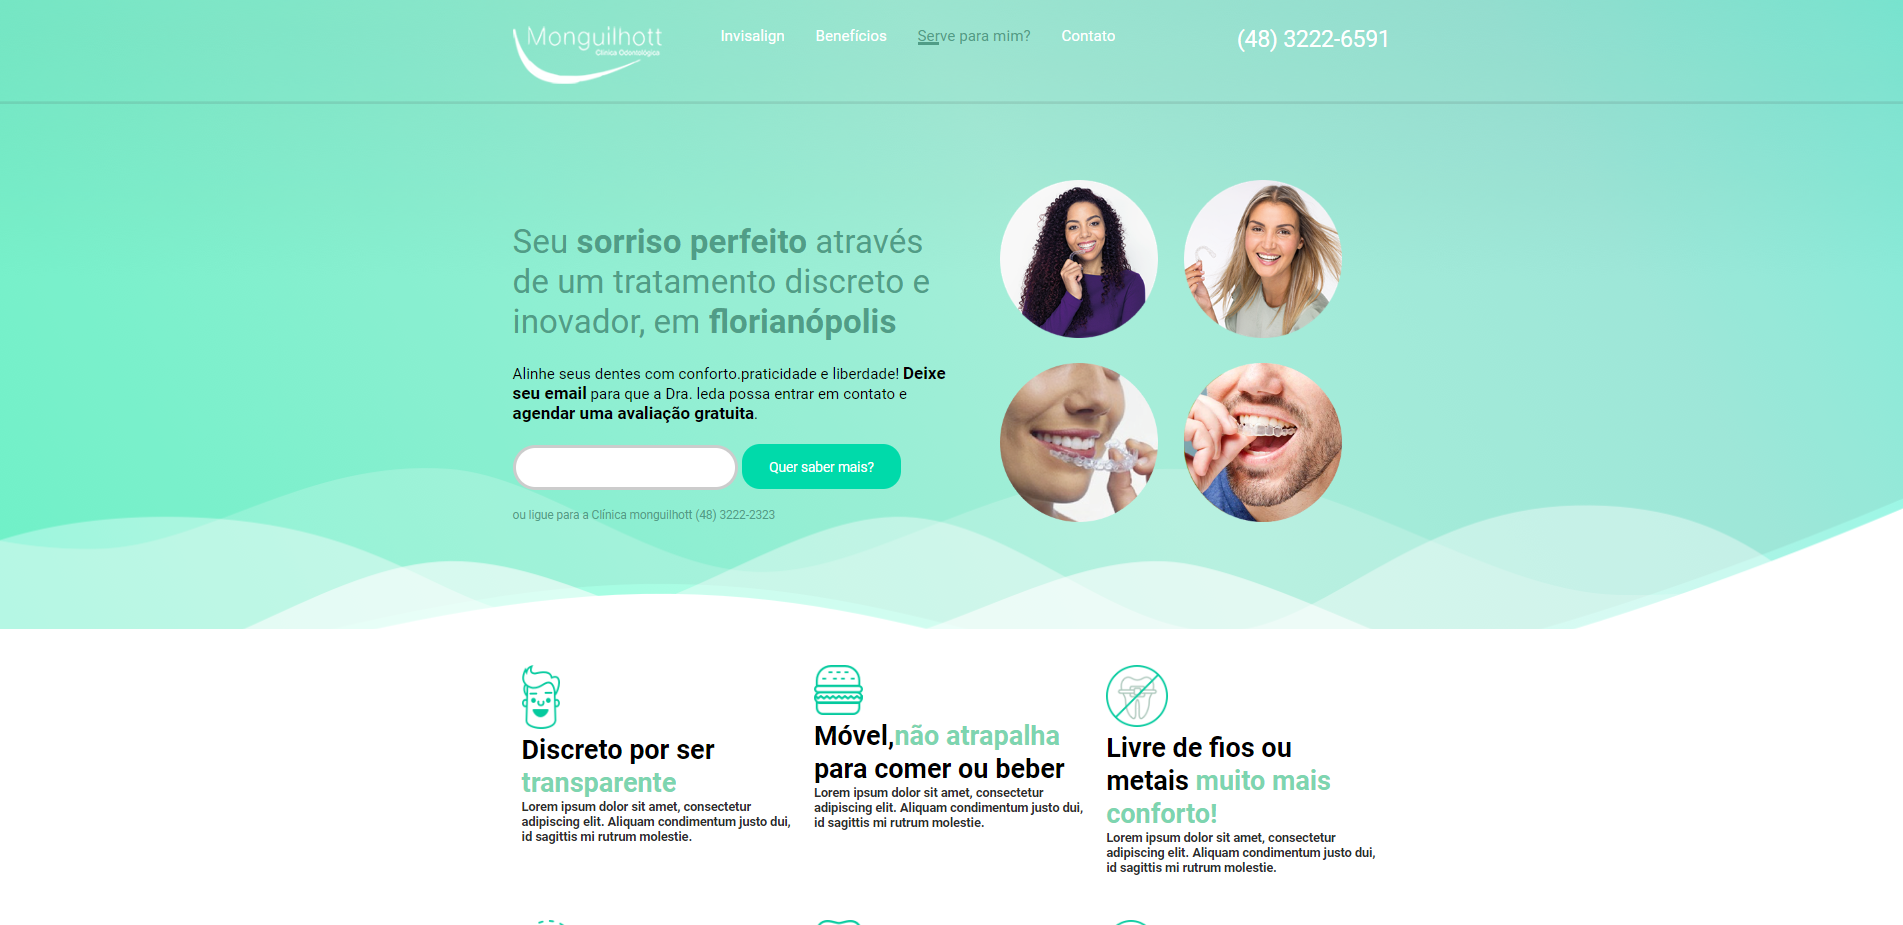 Monguilhott
Clínica Odontológica
Invisalign
Benefícios
Serve para mim?
Contato
(48) 3222-6591
Seu sorriso perfeito através
de um tratamento discreto e
inovador, em florianópolis
Alinhe seus dentes com conforto.praticidade e liberdade! Deixe
seu email para que a Dra. leda possa entrar em contato e
agendar uma avaliação gratuita.
Quer saber mais?
ou ligue para a Clínica monguilhott (48) 3222-2323
Discreto por ser
transparente
Lorem ipsum dolor sit amet, consectetur
adipiscing elit. Aliquam condimentum justo dui,
id sagittis mi rutrum molestie.
Móvel,não atrapalha
para comer ou beber
Lorem ipsum dolor sit amet, consectetur
adipiscing elit. Aliquam condimentum justo dui,
id sagittis mi rutrum molestie.
Livre de fios ou
metais muito mais
conforto!
Lorem ipsum dolor sit amet, consectetur
adipiscing elit. Aliquam condimentum justo dui,
id sagittis mi rutrum molestie.